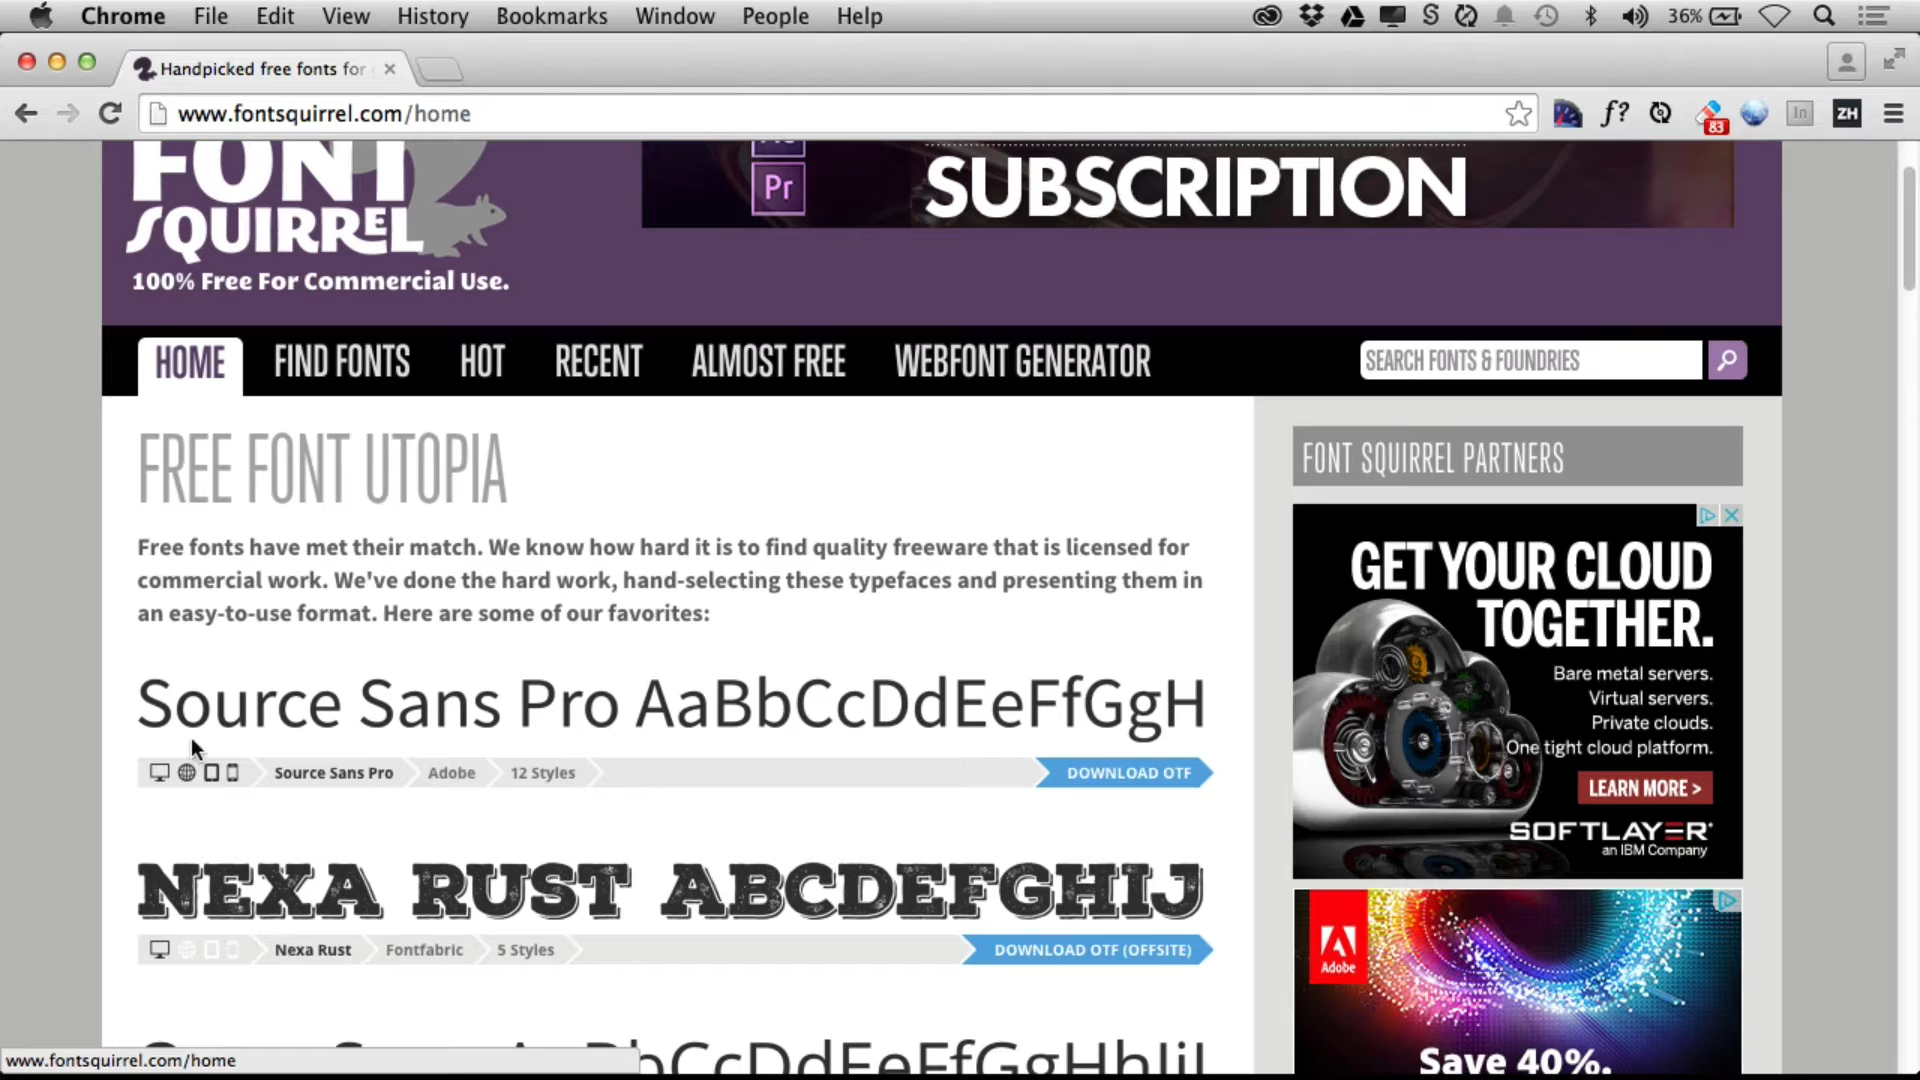 Chrome File Edit View History Bookmarks Window People Help 36%
Handpicked free fonts for
www.fontsquirrel.com/home f? 83 In ZH
FONT
SQUIRREL
100% Free For Commercial Use.
Pr SUBSCRIPTION
HOME FIND FONTS HOT RECENT ALMOST FREE WEBFONT GENERATOR SEARCH FONTS & FOUNDRIES
FREE FONT UTOPIA
Free fonts have met their match. We know how hard it is to find quality freeware that is licensed for
commercial work. We've done the hard work, hand-selecting these typefaces and presenting them in
an easy-to-use format. Here are some of our favorites:
Source Sans Pro AaBbCcDdEeFfGgH
Source Sans Pro Adobe 12 Styles DOWNLOAD OTF
NEXA RUST ABCDEFGHIJ
Nexa Rust Fontfabric 5 Styles DOWNLOAD OTF (OFFSITE)
FONT SQUIRREL PARTNERS
GET YOUR CLOUD
TOGETHER.
Bare metal servers.
Virtual servers.
Private clouds.
One tight cloud platform.
LEARN MORE >
SOFTLAYER
an IBM Company
Adobe
Save 40%.
www.fontsquirrel.com/home